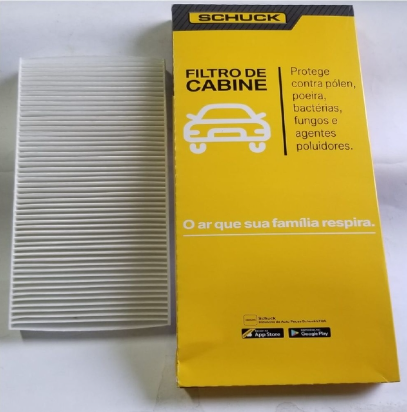 SCHUCK
FILTRO DE
CABINE
Protege
contra pólen,
poeira,
bactérias,
fungos e
agentes
poluidores.
O ar que sua família respira.
Schuck
App Store
Google Play